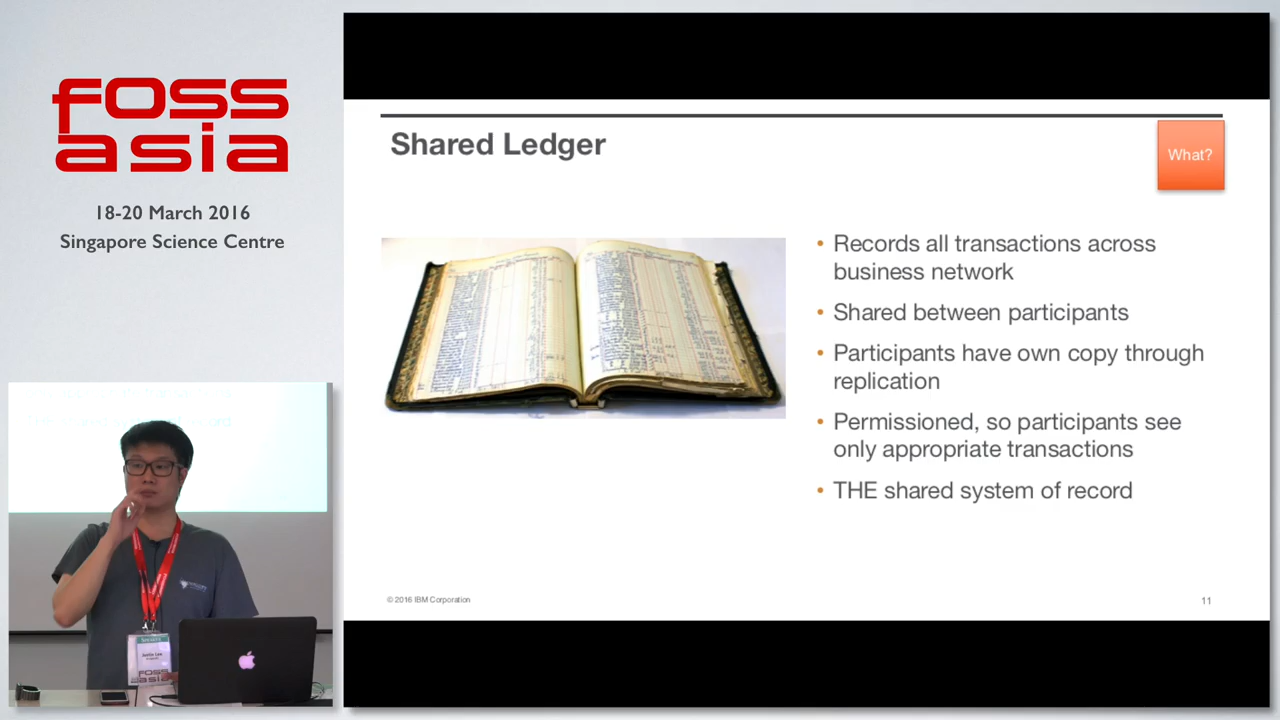 fOSS
asia
18-20 March 2016
Singapore Science Centre
Shared Ledger
What?
• Records all transactions across
business network
• Shared between participants
• Participants have own copy through
replication
• Permissioned, so participants see
only appropriate transactions
• THE shared system of record
© 2016 IBM Corporation
11
FOSS
asia